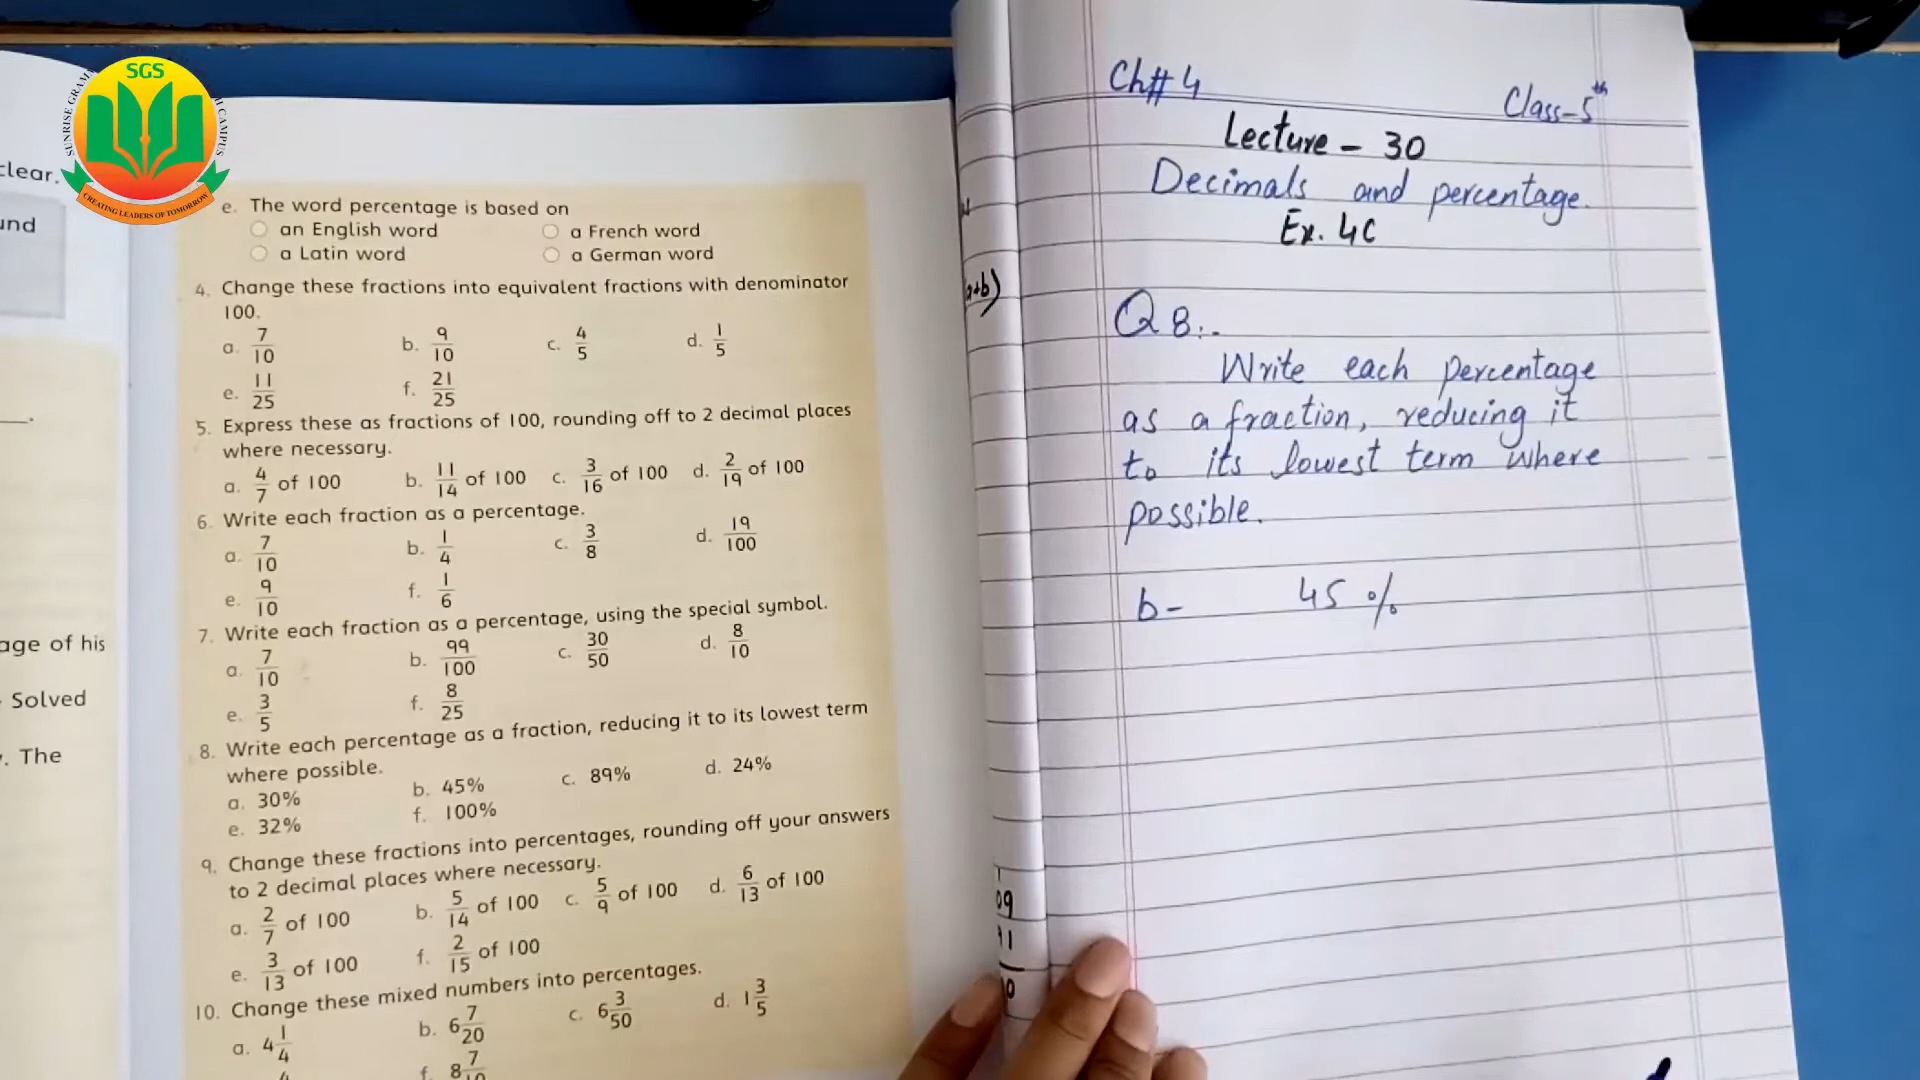 SGS
CREATING LEADERS OF TOMORROW
clear.
age of his
Solved
. The
e. The word percentage is based on
an English word a French word
a Latin word a German word
4. Change these fractions into equivalent fractions with denominator
100.
a. 7/10 b. 9/10 c. 4/5 d. 1/5
e. 11/25 f. 21/25
5. Express these as fractions of 100, rounding off to 2 decimal places
where necessary.
a. 4/7 of 100 b. 11/14 of 100 c. 3/16 of 100 d. 2/19 of 100
6. Write each fraction as a percentage.
a. 7/10 b. 1/4 c. 3/8 d. 19/100
e. 9/10 f. 1/6
7. Write each fraction as a percentage, using the special symbol.
a. 7/10 b. 99/100 c. 30/50 d. 8/10
e. 3/5 f. 8/25
8. Write each percentage as a fraction, reducing it to its lowest term
where possible.
a. 30% b. 45% c. 89% d. 24%
e. 32% f. 100%
9. Change these fractions into percentages, rounding off your answers
to 2 decimal places where necessary.
a. 2/7 of 100 b. 5/14 of 100 c. 5/9 of 100 d. 6/13 of 100
e. 3/13 of 100 f. 2/15 of 100
10. Change these mixed numbers into percentages.
a. 4 1/4 b. 6 7/20 c. 6 3/50 d. 1 3/5
Ch# 4 Class-5th
Lecture - 30
Decimals and percentage.
Ex. 4C
Q 8:.
Write each percentage
as a fraction, reducing it
to its lowest term where
possible.
b- 45 %